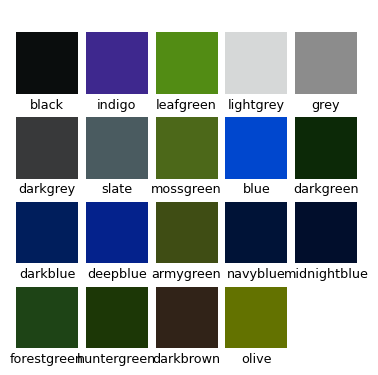 black indigo leafgreen lightgrey grey
darkgrey slate mossgreen blue darkgreen
darkblue deepblue armygreen navyblue midnightblue
forestgreen huntergreen darkbrown olive